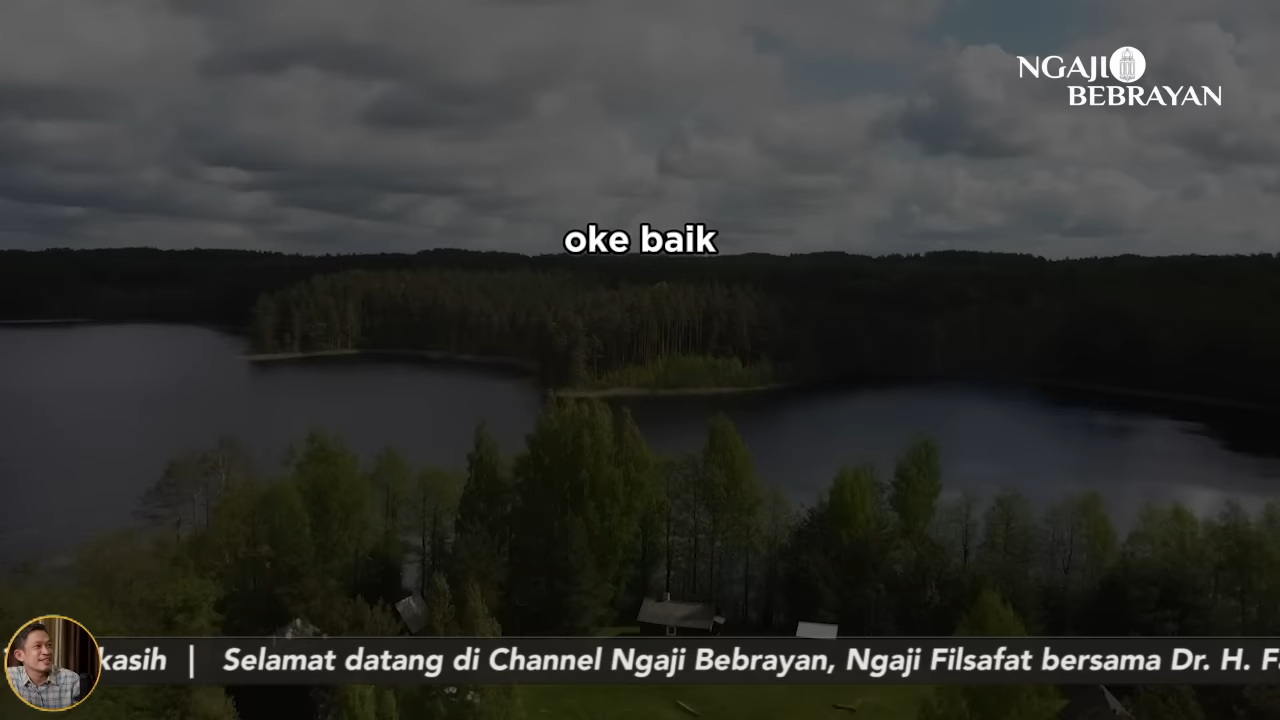 NGAJI
BEBRAYAN
oke baik
kasih | Selamat datang di Channel Ngaji Bebrayan, Ngaji Filsafat bersama Dr. H.